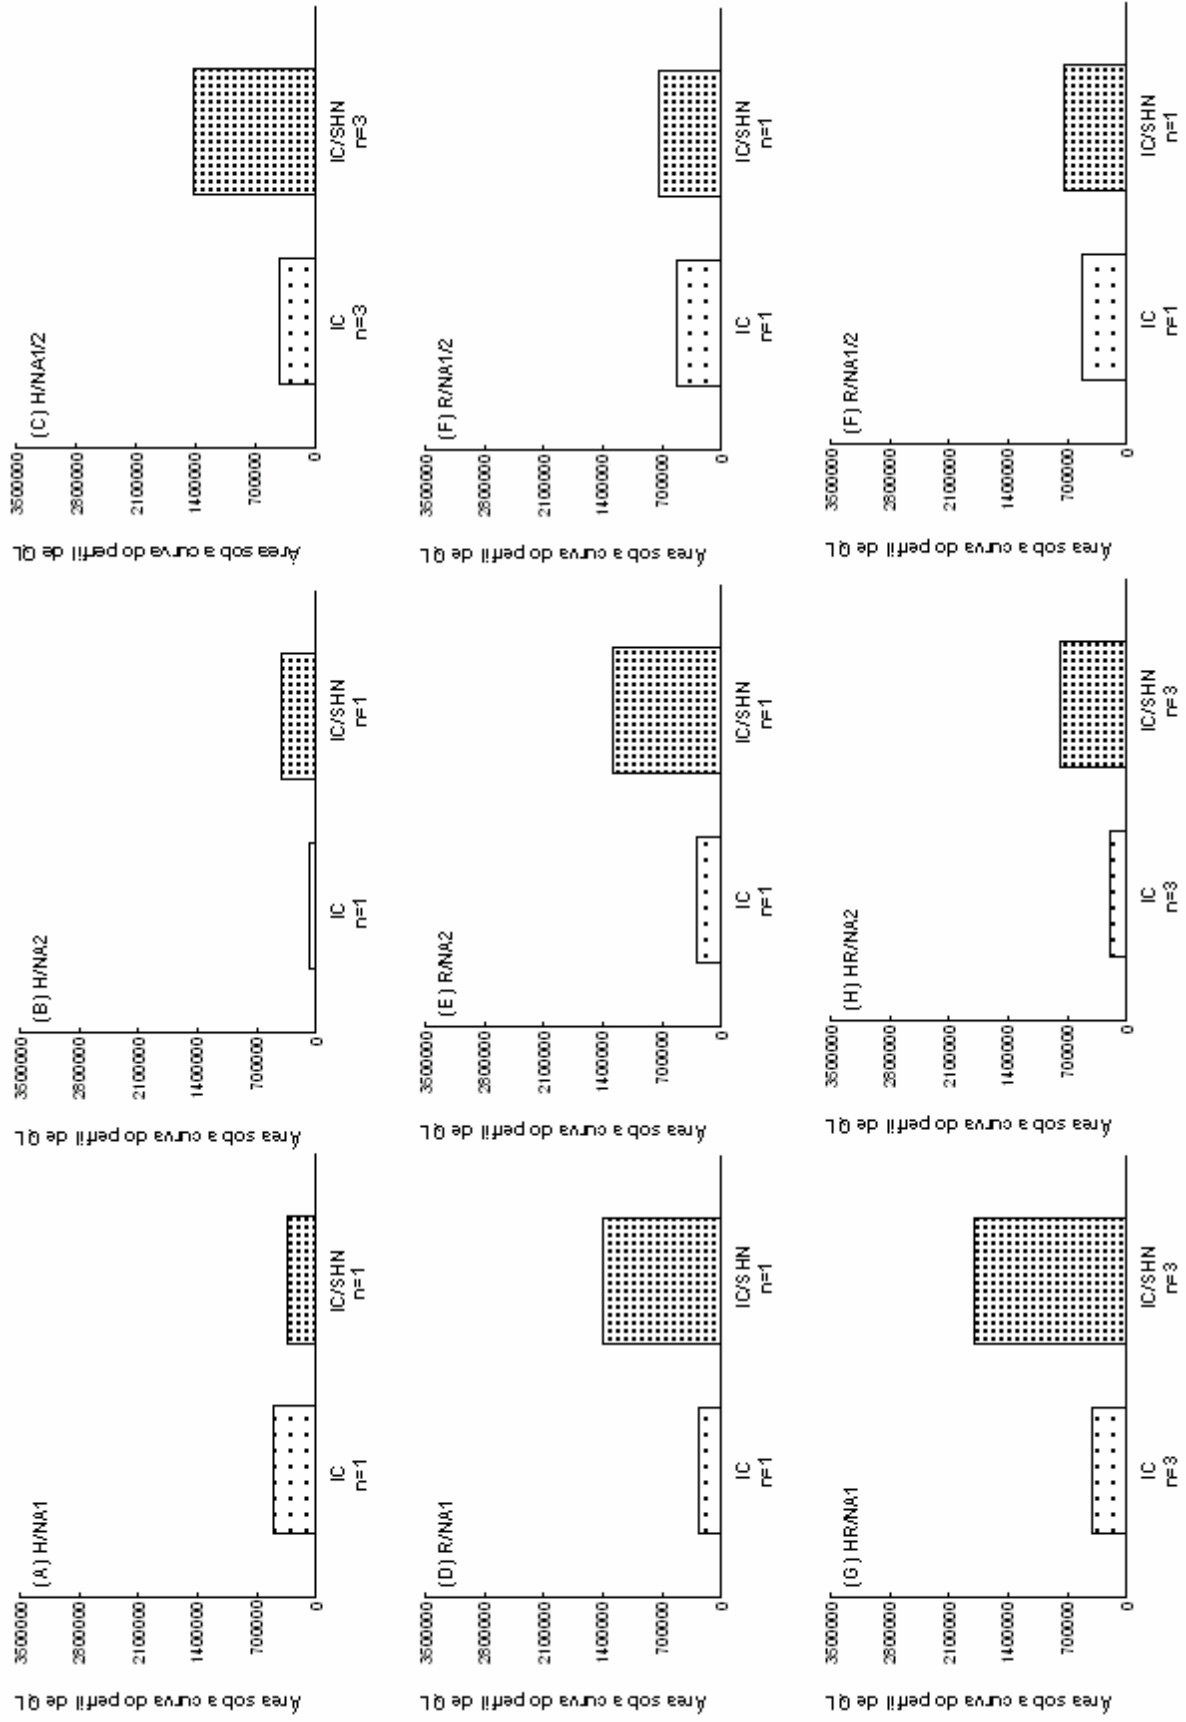 (A) H/NA1
Área sob a curva do perfil de QL
3500000
2800000
2100000
1400000
700000
0
IC
n=1
IC/SHN
n=1
(B) H/NA2
Área sob a curva do perfil de QL
3500000
2800000
2100000
1400000
700000
0
IC
n=1
IC/SHN
n=1
(C) H/NA1/2
Área sob a curva do perfil de QL
3500000
2800000
2100000
1400000
700000
0
IC
n=3
IC/SHN
n=3
(D) R/NA1
Área sob a curva do perfil de QL
3500000
2800000
2100000
1400000
700000
0
IC
n=1
IC/SHN
n=1
(E) R/NA2
Área sob a curva do perfil de QL
3500000
2800000
2100000
1400000
700000
0
IC
n=1
IC/SHN
n=1
(F) R/NA1/2
Área sob a curva do perfil de QL
3500000
2800000
2100000
1400000
700000
0
IC
n=1
IC/SHN
n=1
(G) HR/NA1
Área sob a curva do perfil de QL
3500000
2800000
2100000
1400000
700000
0
IC
n=3
IC/SHN
n=3
(H) HR/NA2
Área sob a curva do perfil de QL
3500000
2800000
2100000
1400000
700000
0
IC
n=3
IC/SHN
n=3
(F) R/NA1/2
Área sob a curva do perfil de QL
3500000
2800000
2100000
1400000
700000
0
IC
n=1
IC/SHN
n=1